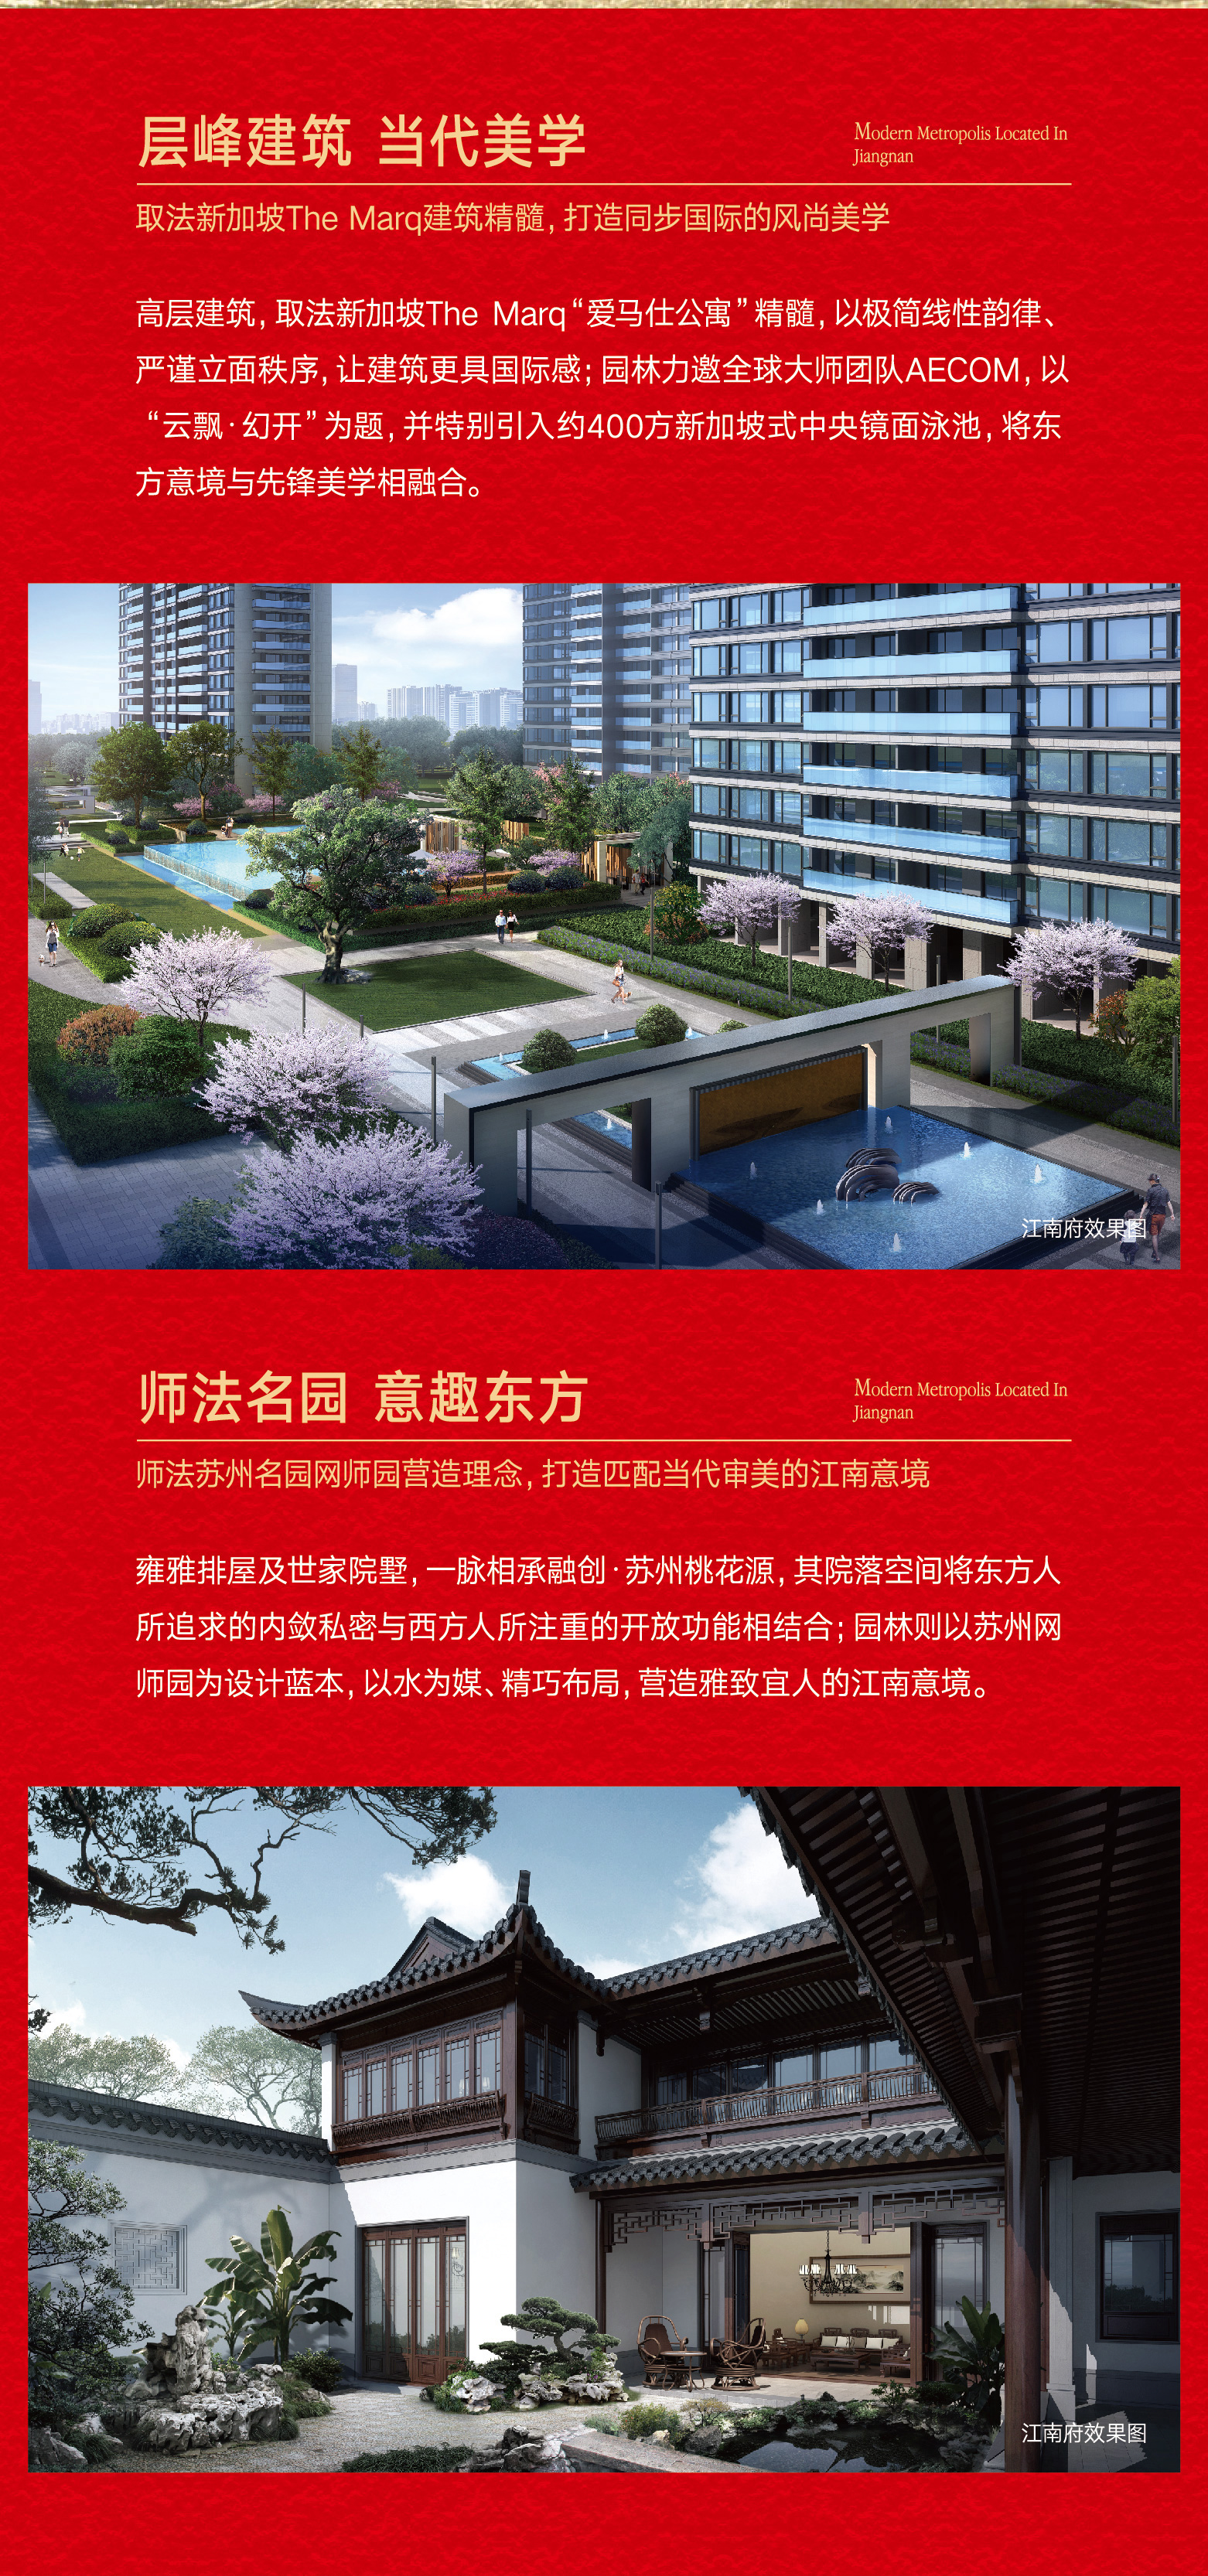 层峰建筑 当代美学
Modern Metropolis Located In
Jiangnan
取法新加坡The Marq建筑精髓,打造同步国际的风尚美学
高层建筑,取法新加坡The Marq“爱马仕公寓”精髓,以极简线性韵律、
严谨立面秩序,让建筑更具国际感;园林力邀全球大师团队AECOM,以
“云飘·幻开”为题,并特别引入约400方新加坡式中央镜面泳池,将东
方意境与先锋美学相融合。
江南府效果图
师法名园 意趣东方
Modern Metropolis Located In
Jiangnan
师法苏州名园网师园营造理念,打造匹配当代审美的江南意境
雍雅排屋及世家院墅,一脉相承融创·苏州桃花源,其院落空间将东方人
所追求的内敛私密与西方人所注重的开放功能相结合;园林则以苏州网
师园为设计蓝本,以水为媒、精巧布局,营造雅致宜人的江南意境。
江南府效果图